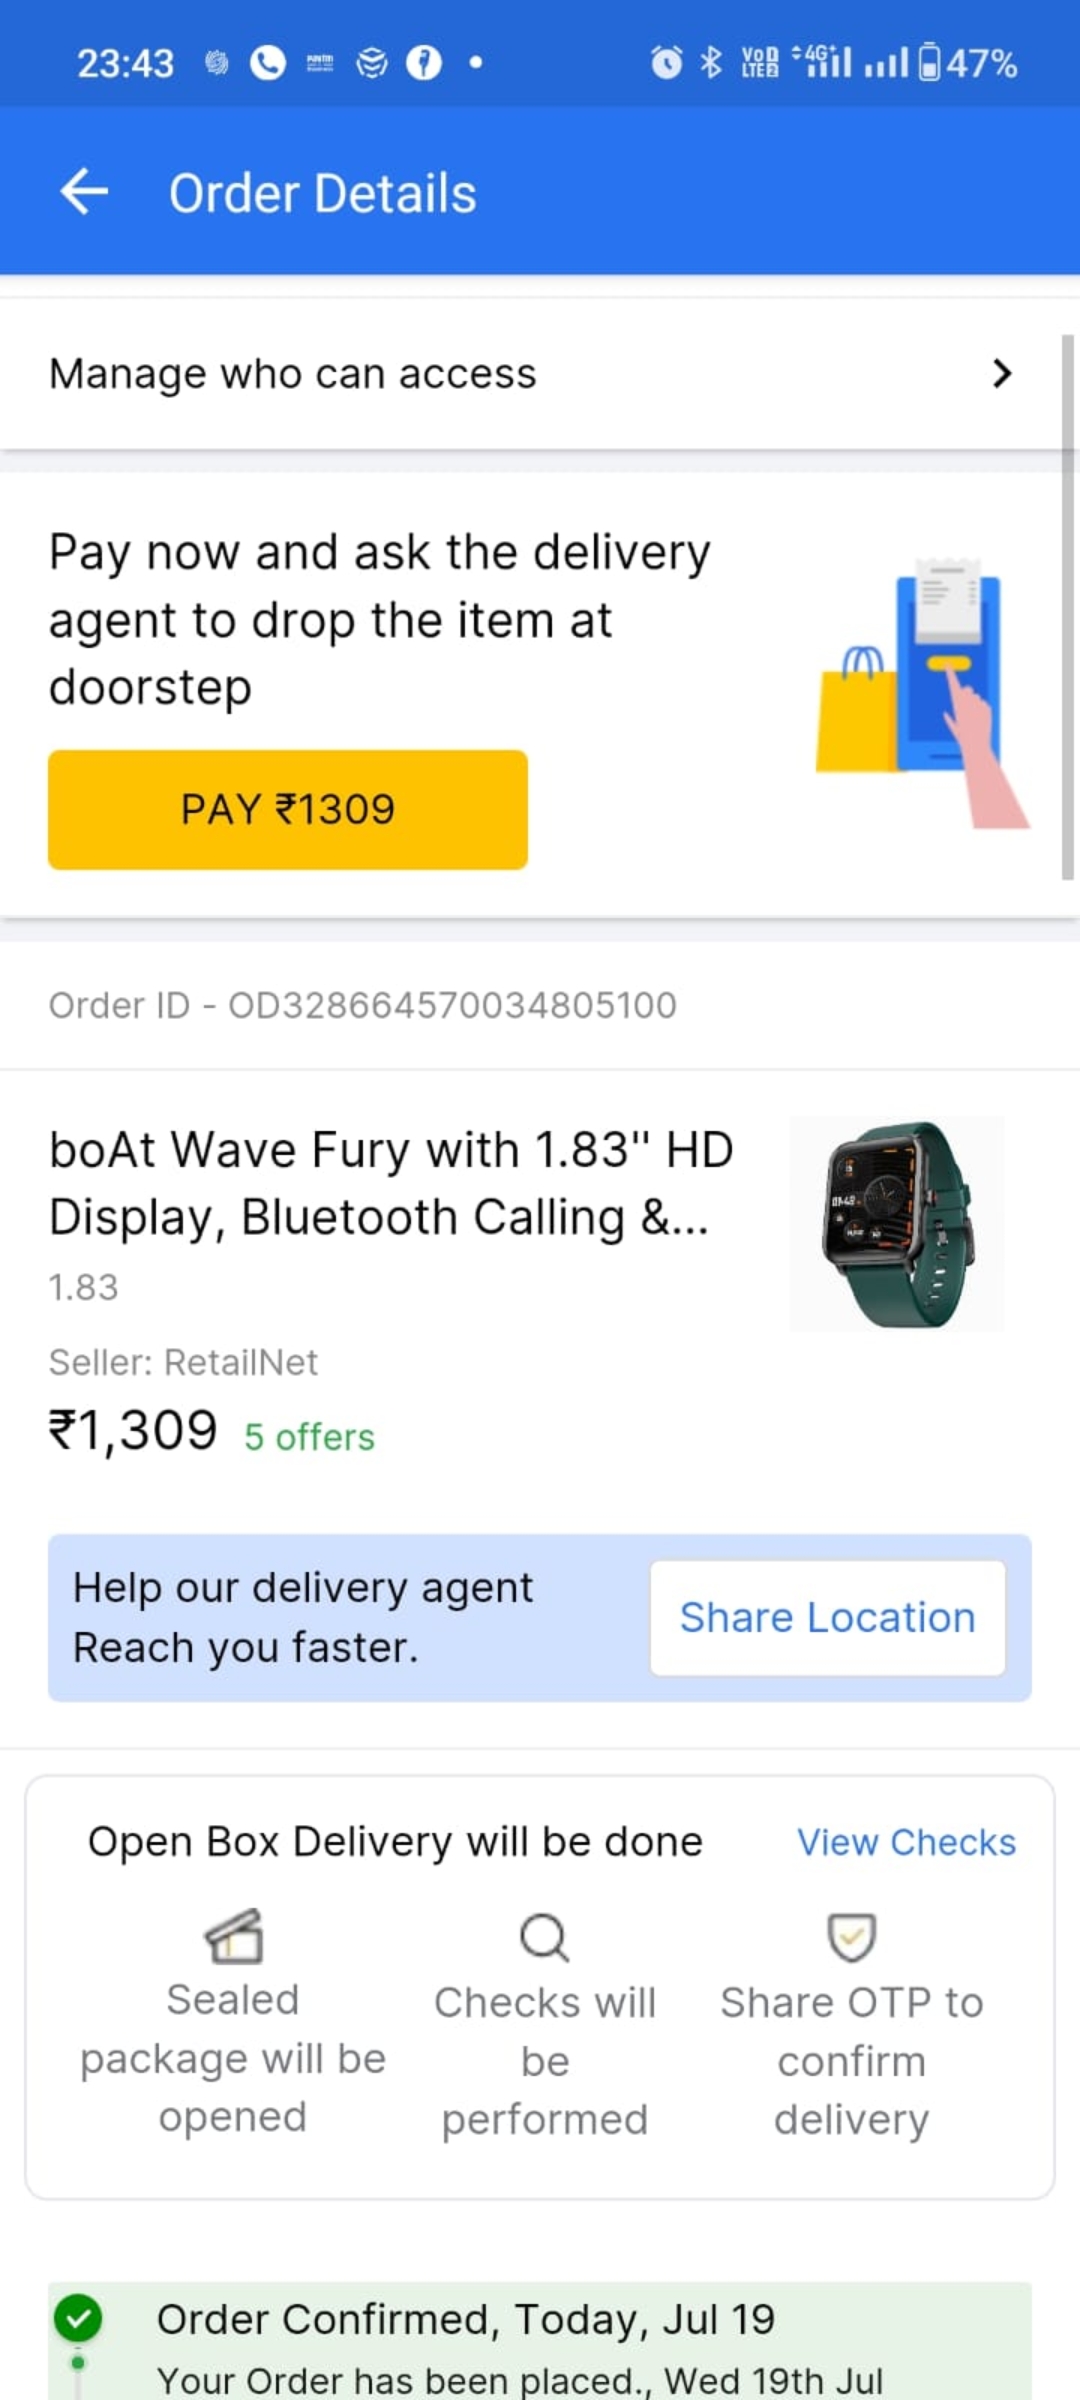 23:43
VoD
LTE2
4G+
47%
Order Details
Manage who can access
Pay now and ask the delivery
agent to drop the item at
doorstep
PAY ₹1309
Order ID - OD328664570034805100
boAt Wave Fury with 1.83" HD
Display, Bluetooth Calling &...
1.83
Seller: RetailNet
₹1,309 5 offers
Help our delivery agent
Reach you faster.
Share Location
Open Box Delivery will be done
View Checks
Sealed
package will be
opened
Checks will
be
performed
Share OTP to
confirm
delivery
Order Confirmed, Today, Jul 19
Your Order has been placed., Wed 19th Jul